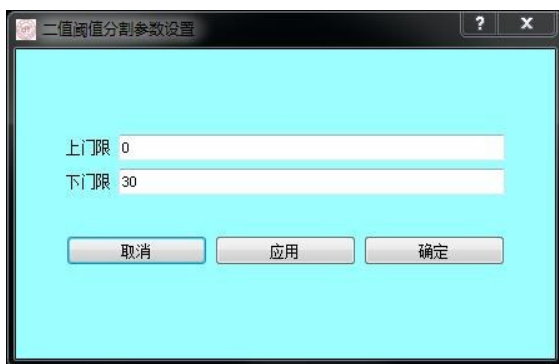 二值阈值分割参数设置
?
x
上门限 0
下门限 30
取消 应用 确定